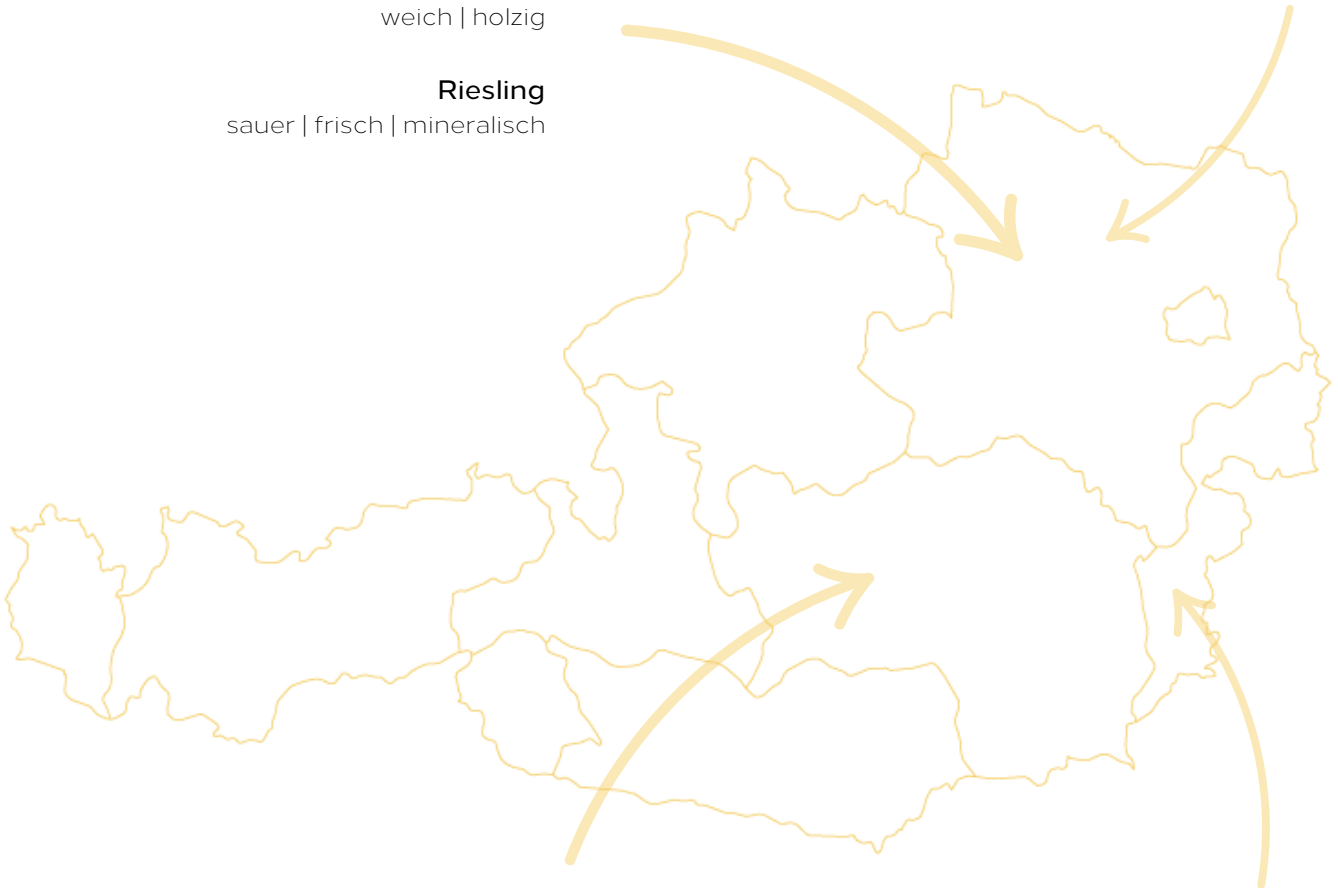 weich | holzig
Riesling
sauer | frisch | mineralisch